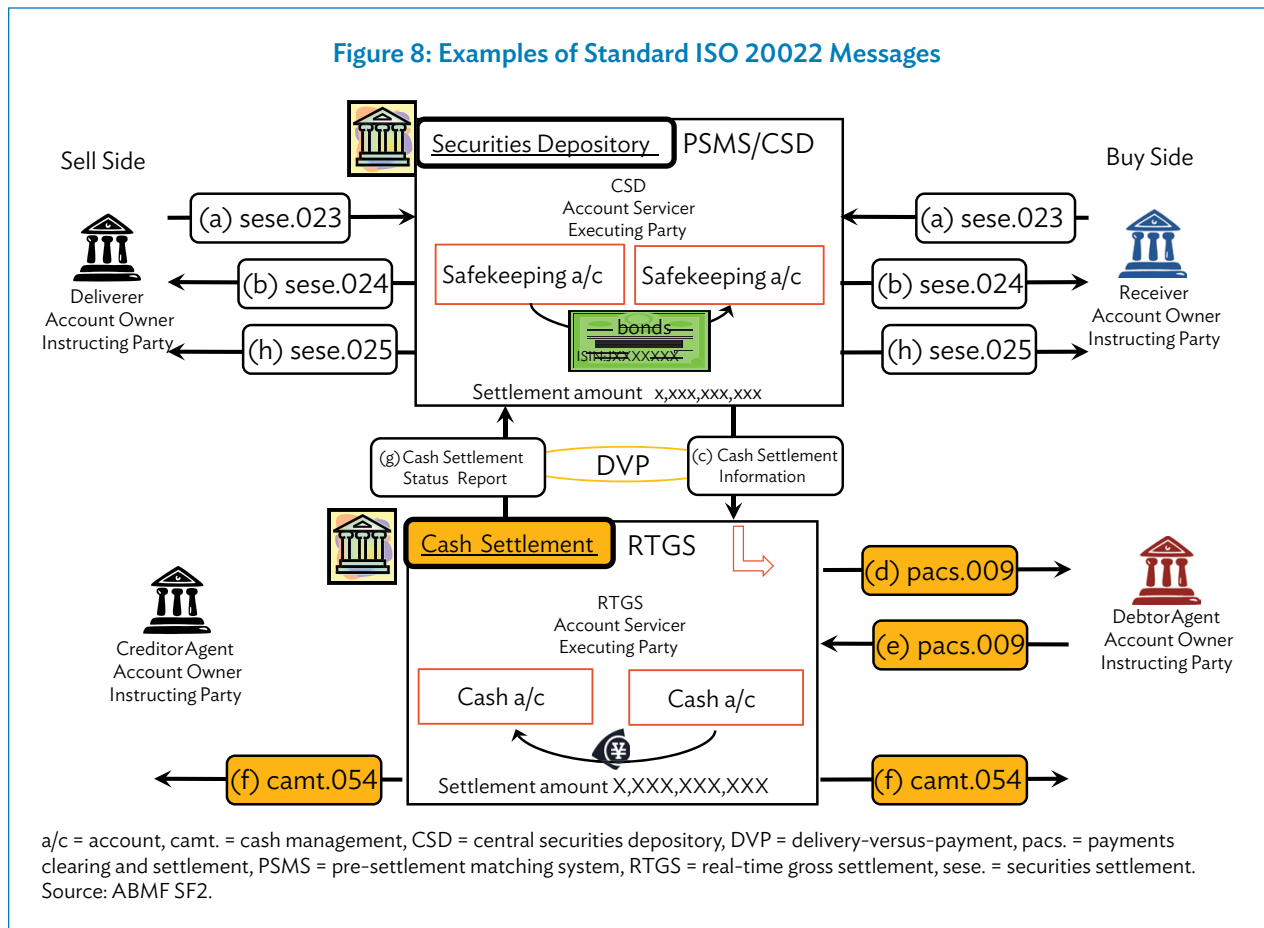 Figure 8: Examples of Standard ISO 20022 Messages
Securities Depository
PSMS/CSD
Sell Side
Buy Side
CSD
Account Servicer
Executing Party
(a) sese.023
(a) sese.023
Safekeeping a/c
Safekeeping a/c
(b) sese.024
(b) sese.024
Deliverer
Account Owner
Instructing Party
Receiver
Account Owner
Instructing Party
bonds
(h) sese.025
(h) sese.025
Settlement amount x,xxx,xxx,xxx
(g) Cash Settlement
Status Report
DVP
(c) Cash Settlement
Information
Cash Settlement
RTGS
(d) pacs.009
RTGS
Account Servicer
Executing Party
(e) pacs.009
CreditorAgent
Account Owner
Instructing Party
DebtorAgent
Account Owner
Instructing Party
Cash a/c
Cash a/c
¥
(f) camt.054
Settlement amount X,XXX,XXX,XXX
(f) camt.054
a/c = account, camt. = cash management, CSD = central securities depository, DVP = delivery-versus-payment, pacs. = payments
clearing and settlement, PSMS = pre-settlement matching system, RTGS = real-time gross settlement, sese. = securities settlement.
Source: ABMF SF2.